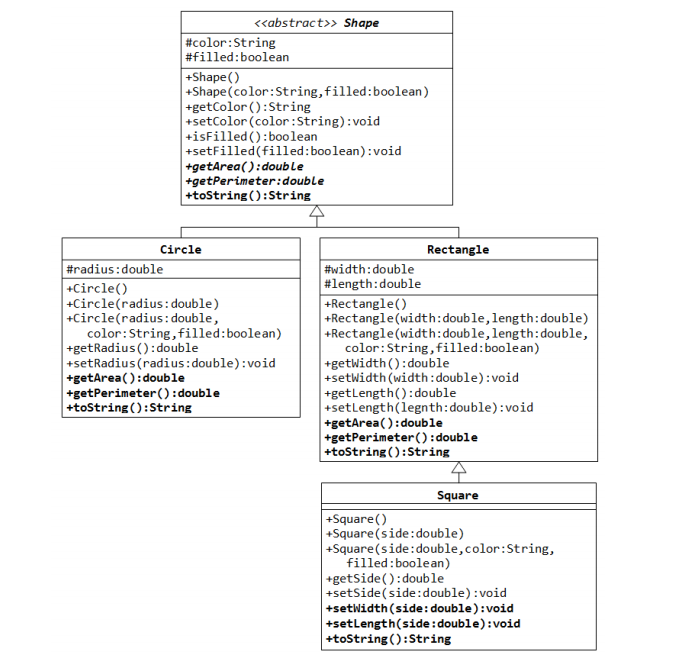 <<abstract>> Shape
#color:String
#filled:boolean
+Shape()
+Shape(color:String,filled:boolean)
+getColor():String
+setColor(color:String):void
+isFilled():boolean
+setFilled(filled:boolean):void
+getArea():double
+getPerimeter:double
+toString():String
Circle
#radius:double
+Circle()
+Circle(radius:double)
+Circle(radius:double,
color:String,filled:boolean)
+getRadius():double
+setRadius(radius:double):void
+getArea():double
+getPerimeter():double
+toString():String
Rectangle
#width:double
#length:double
+Rectangle()
+Rectangle(width:double,length:double)
+Rectangle(width:double,length:double,
color:String,filled:boolean)
+getWidth():double
+setWidth(width:double):void
+getLength():double
+setLength(legnth:double):void
+getArea():double
+getPerimeter():double
+toString():String
Square
+Square()
+Square(side:double)
+Square(side:double,color:String,
filled:boolean)
+getSide():double
+setSide(side:double):void
+setWidth(side:double):void
+setLength(side:double):void
+toString():String